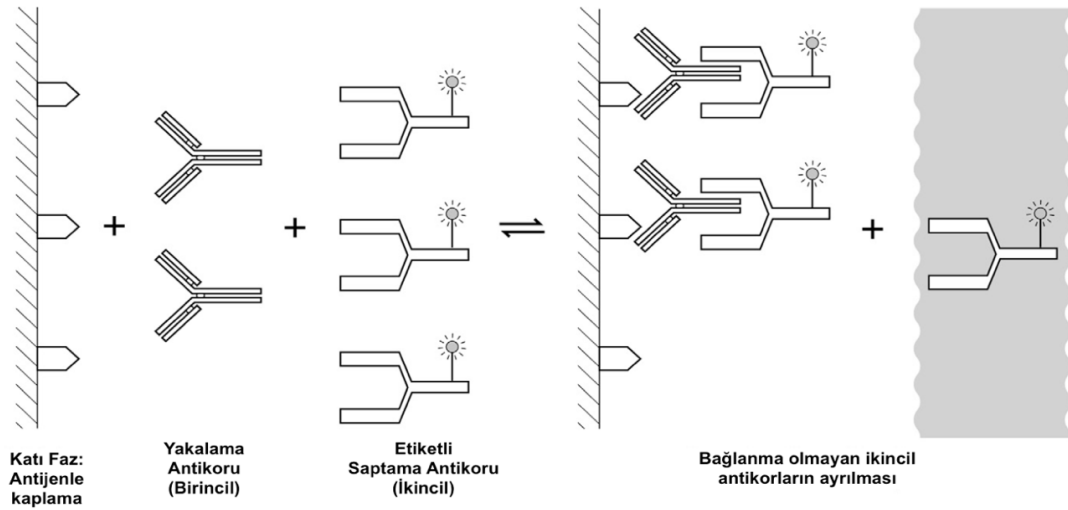 Katı Faz:
Antijenle
kaplama
Yakalama
Antikoru
(Birincil)
Etiketli
Saptama Antikoru
(İkincil)
Bağlanma olmayan ikincil
antikorların ayrılması